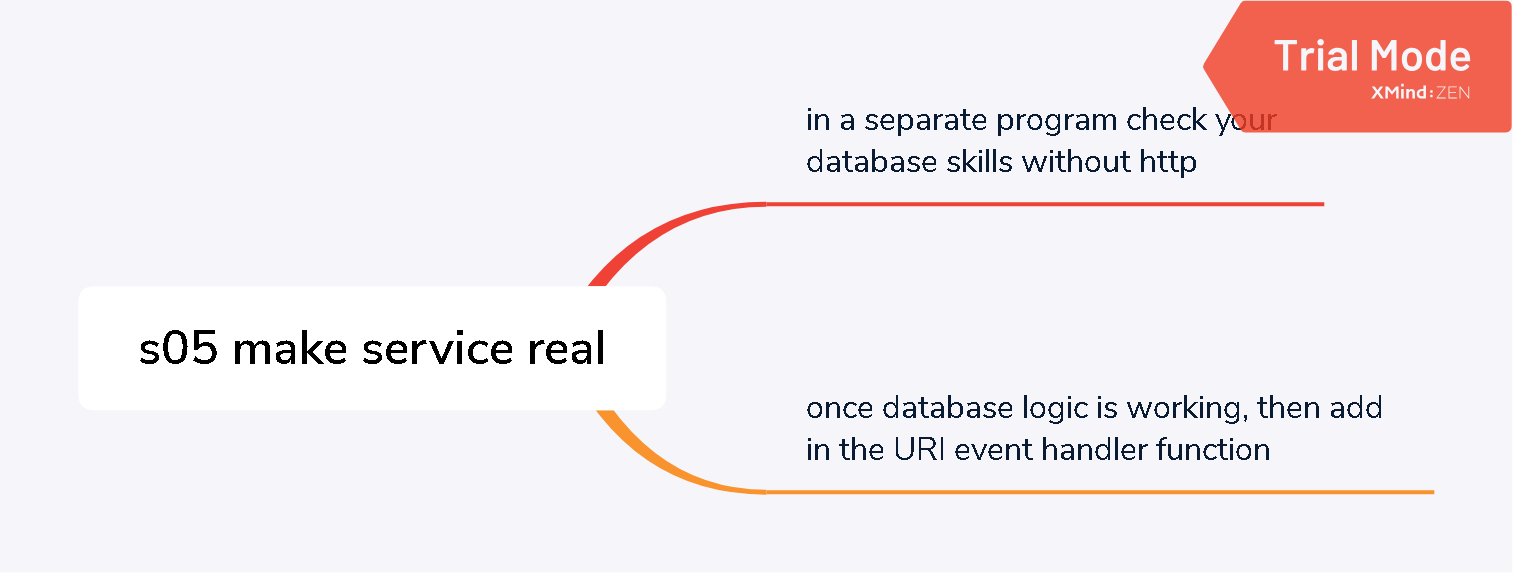 Trial Mode
XMind:ZEN
in a separate program check your
database skills without http
s05 make service real
once database logic is working, then add
in the URI event handler function